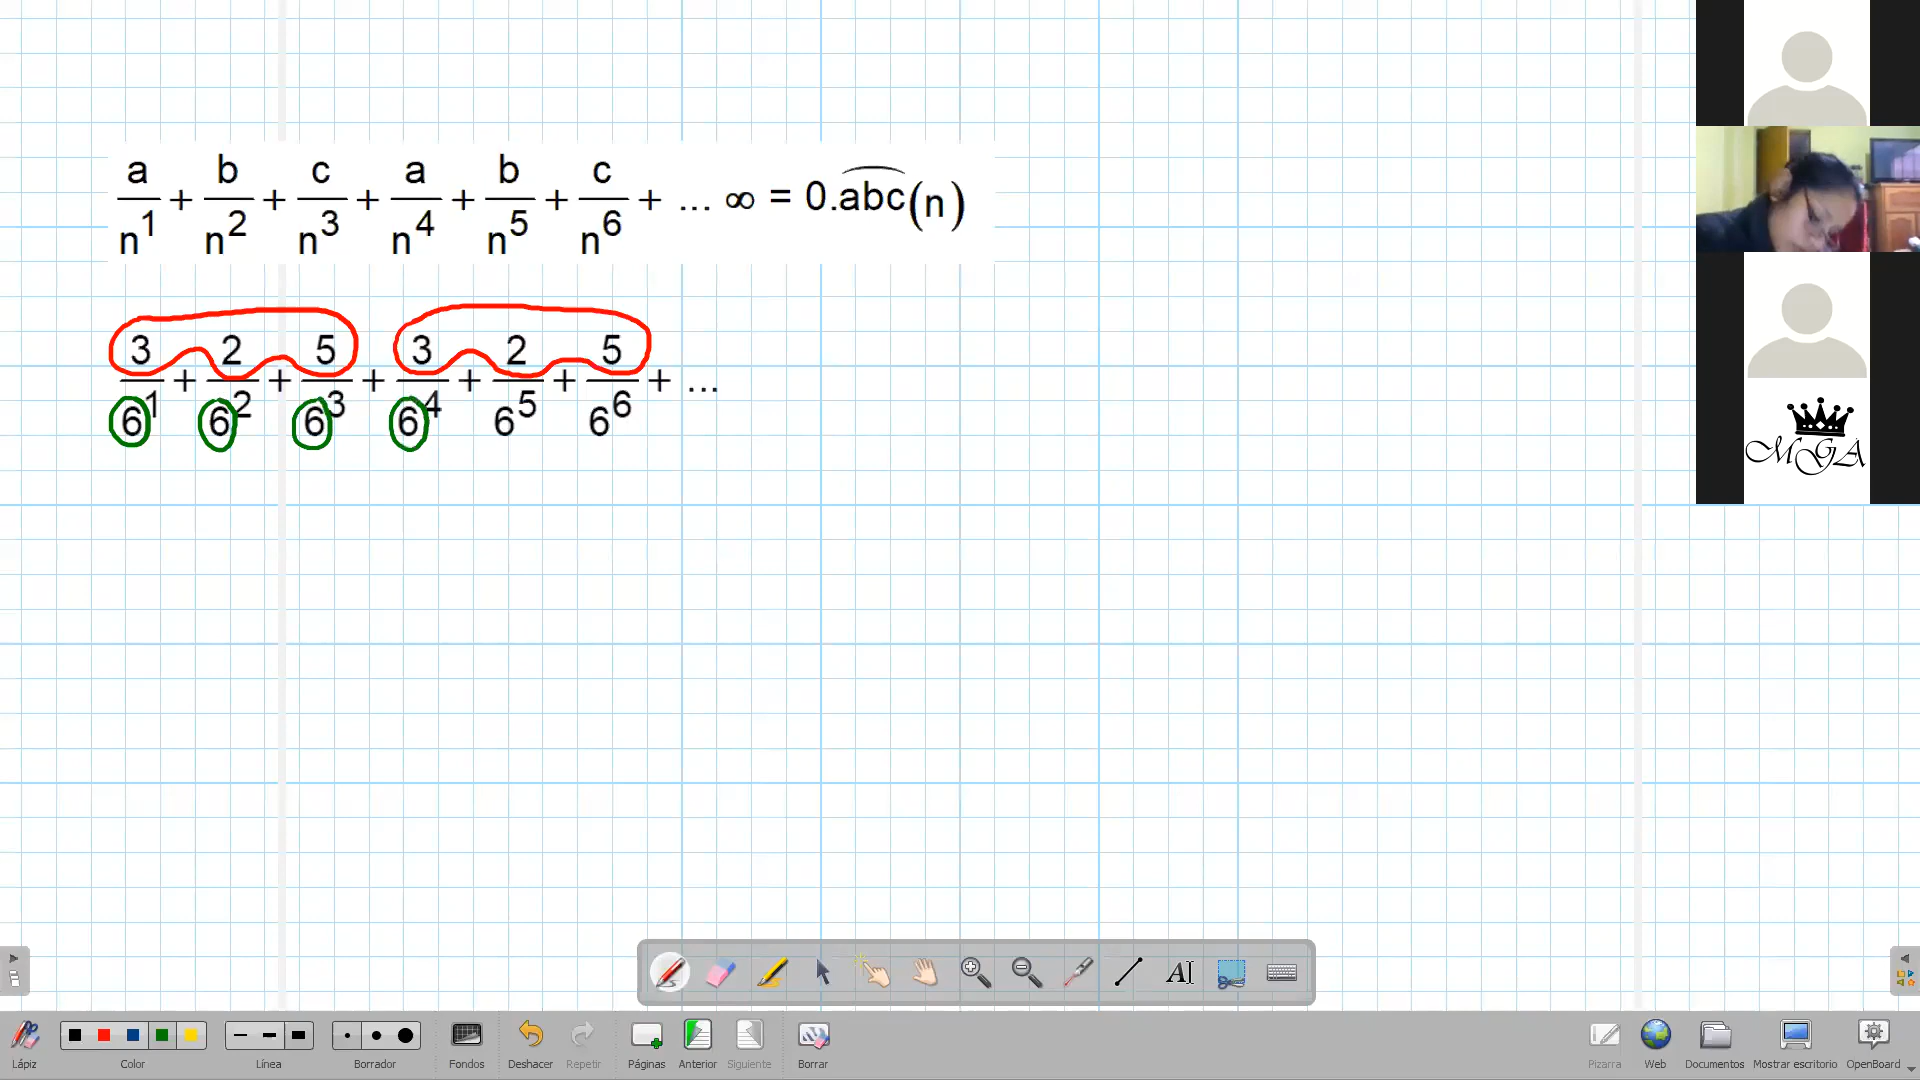 a/n^1 + b/n^2 + c/n^3 + a/n^4 + b/n^5 + c/n^6 + ... ∞ = 0.abc(n)
3/6^1 + 2/6^2 + 5/6^3 + 3/6^4 + 2/6^5 + 5/6^6 + ...
MGA
Lápiz Color Línea Borrador Fondos Deshacer Repetir Páginas Anterior Siguiente Borrar Pizarra Web Documentos Mostrar escritorio OpenBoard